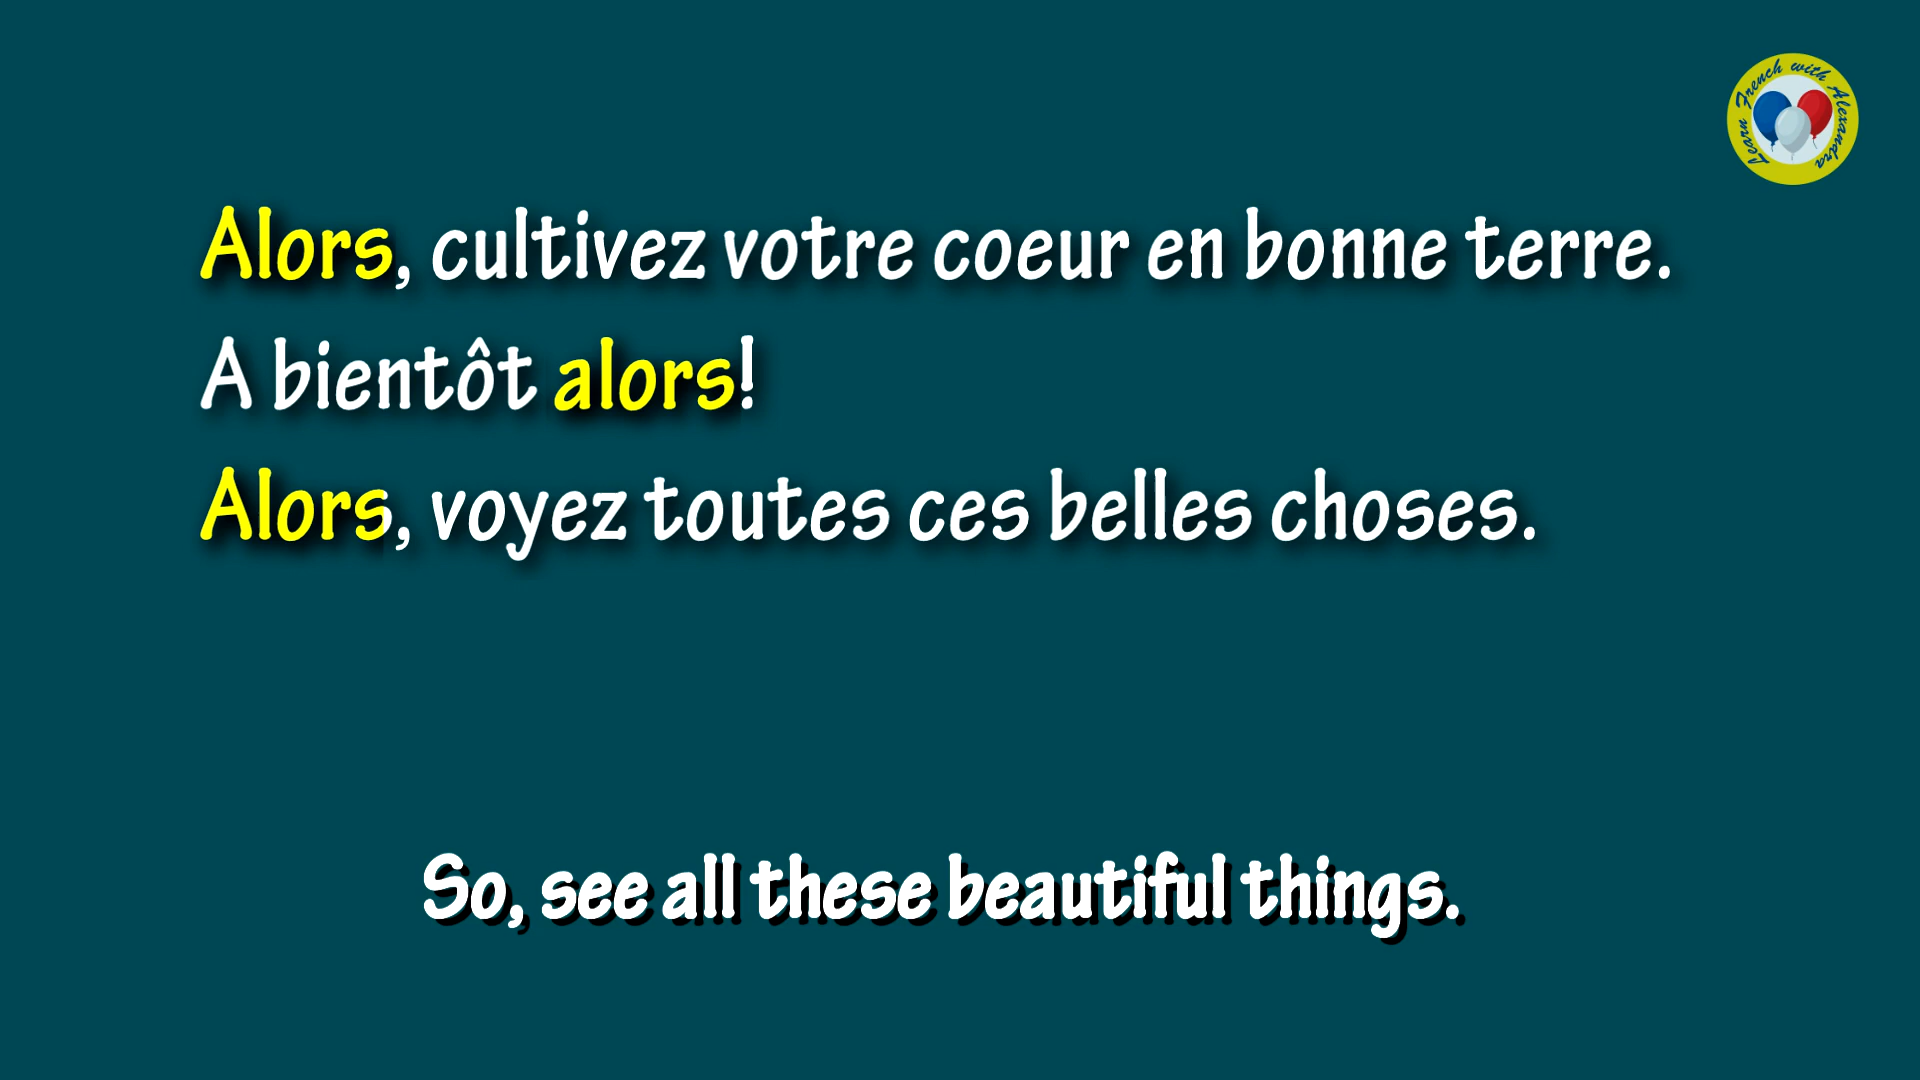 Learn French with Alexandra
Alors, cultivez votre coeur en bonne terre.
A bientôt alors!
Alors, voyez toutes ces belles choses.
So, see all these beautiful things.